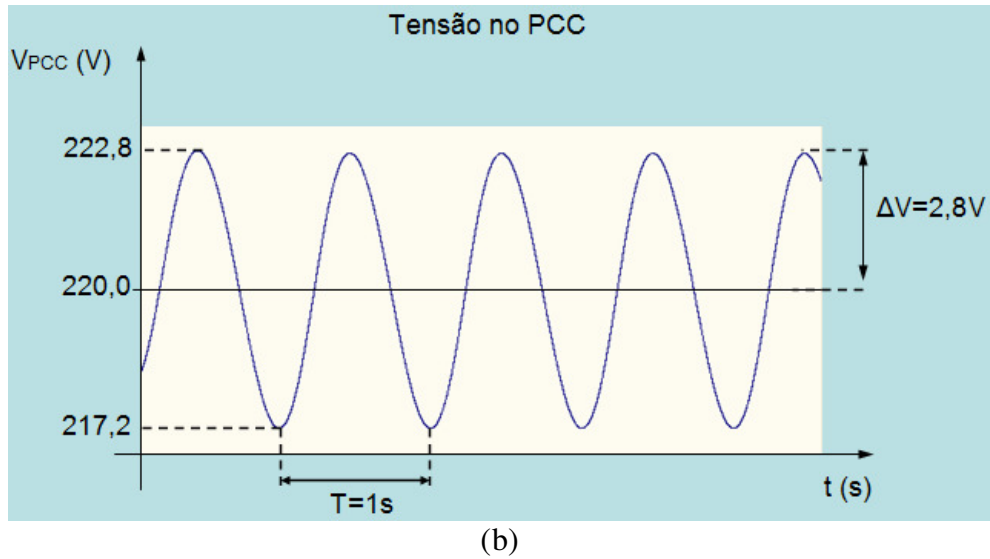 Tensão no PCC
VPCC (V)
222,8
ΔV=2,8V
220,0
217,2
T=1s
t (s)
(b)